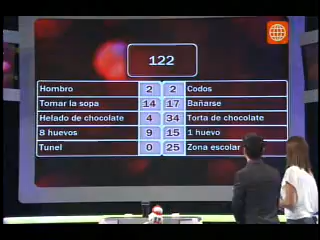 122
Hombro 2 2 Codos
Tomar la sopa 14 17 Bañarse
Helado de chocolate 4 34 Torta de chocolate
8 huevos 9 15 1 huevo
Tunel 0 25 Zona escolar